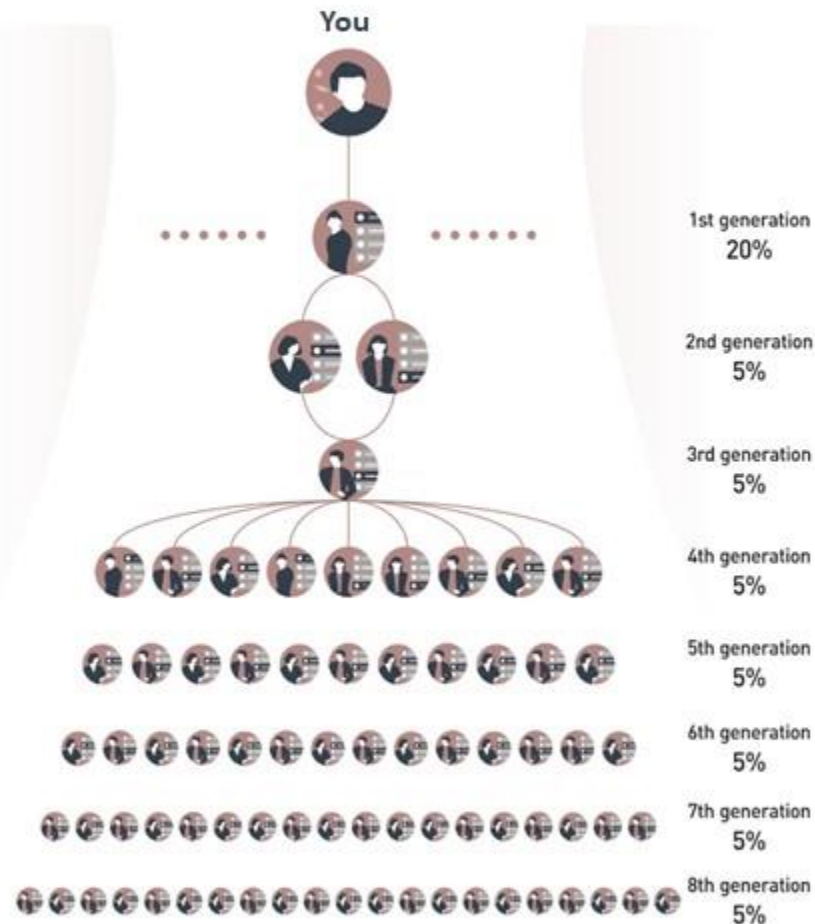 You
1st generation
20%
2nd generation
5%
3rd generation
5%
4th generation
5%
5th generation
5%
6th generation
5%
7th generation
5%
8th generation
5%